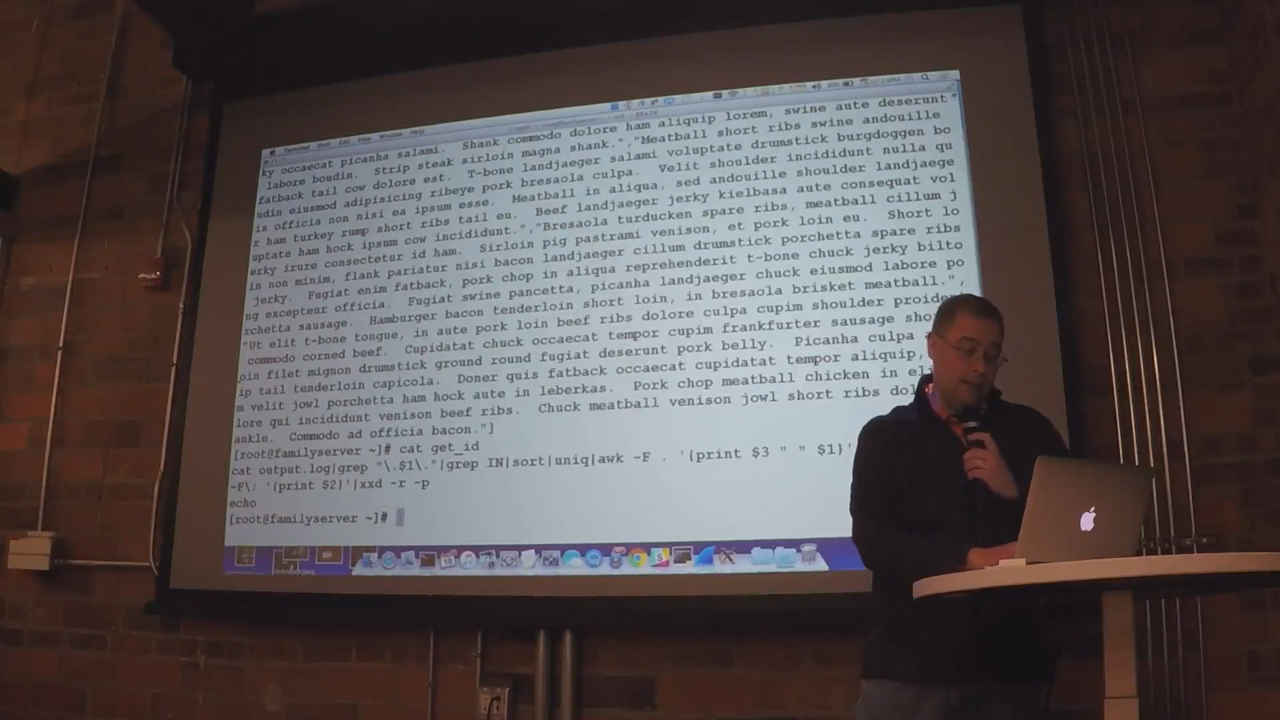 Terminal Shell Edit View Window Help
ky occaecat picanha salami.  Shank commodo dolore ham aliquip lorem, swine aute deserunt
labore boudin.  Strip steak sirloin magna shank.","Meatball short ribs swine andouille
fatback tail cow dolore est.  T-bone landjaeger salami voluptate drumstick burgdoggen bo
udin eiusmod adipisicing ribeye pork bresaola culpa.  Velit shoulder incididunt nulla qu
is officia non nisi ea ipsum esse.  Meatball in aliqua, sed andouille shoulder landjaege
r ham turkey rump short ribs tail eu.  Beef landjaeger jerky kielbasa aute consequat vol
uptate ham hock ipsum cow incididunt.","Bresaola turducken spare ribs, meatball cillum j
erky irure consectetur id ham.  Sirloin pig pastrami venison, et pork loin eu.  Short lo
in non minim, flank pariatur nisi bacon landjaeger cillum drumstick porchetta spare ribs
jerky.  Fugiat enim fatback, pork chop in aliqua reprehenderit t-bone chuck jerky bilto
ng excepteur officia.  Fugiat swine pancetta, picanha landjaeger chuck eiusmod labore po
rchetta sausage.  Hamburger bacon tenderloin short loin, in bresaola brisket meatball.",
"Ut elit t-bone tongue, in aute pork loin beef ribs dolore culpa cupim shoulder proiden
commodo corned beef.  Cupidatat chuck occaecat tempor cupim frankfurter sausage sho
oin filet mignon drumstick ground round fugiat deserunt pork belly.  Picanha culpa
ip tail tenderloin capicola.  Doner quis fatback occaecat cupidatat tempor aliquip,
m velit jowl porchetta ham hock aute in leberkas.  Pork chop meatball chicken in eli
lore qui incididunt venison beef ribs.  Chuck meatball venison jowl short ribs dol
ankle.  Commodo ad officia bacon."]
[root@familyserver ~]# cat get_id
cat output.log|grep "\.$1\."|grep IN|sort|uniq|awk -F . '{print $3 " " $1}'
-F\; '{print $2}'|xxd -r -p
echo
[root@familyserver ~]#